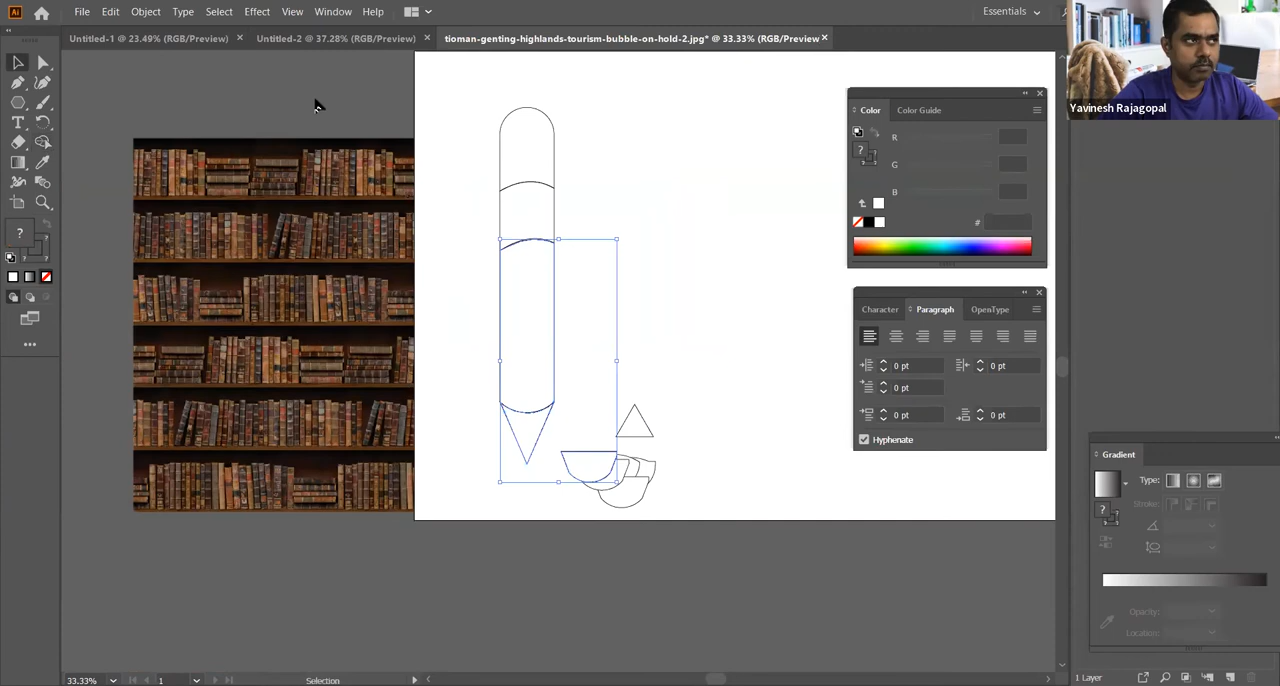 Ai File Edit Object Type Select Effect View Window Help Essentials
Untitled-1 @ 23.49% (RGB/Preview) × Untitled-2 @ 37.28% (RGB/Preview) × tioman-genting-highlands-tourism-bubble-on-hold-2.jpg* @ 33.33% (RGB/Preview ×
Yavinesh Rajagopal
Color Color Guide
R
G
B
#
? ?
Character Paragraph OpenType
0 pt 0 pt
0 pt
0 pt 0 pt
Hyphenate
Gradient
Type:
Stroke:
?
Opacity:
Location:
33.33% 1 Selection 1 Layer